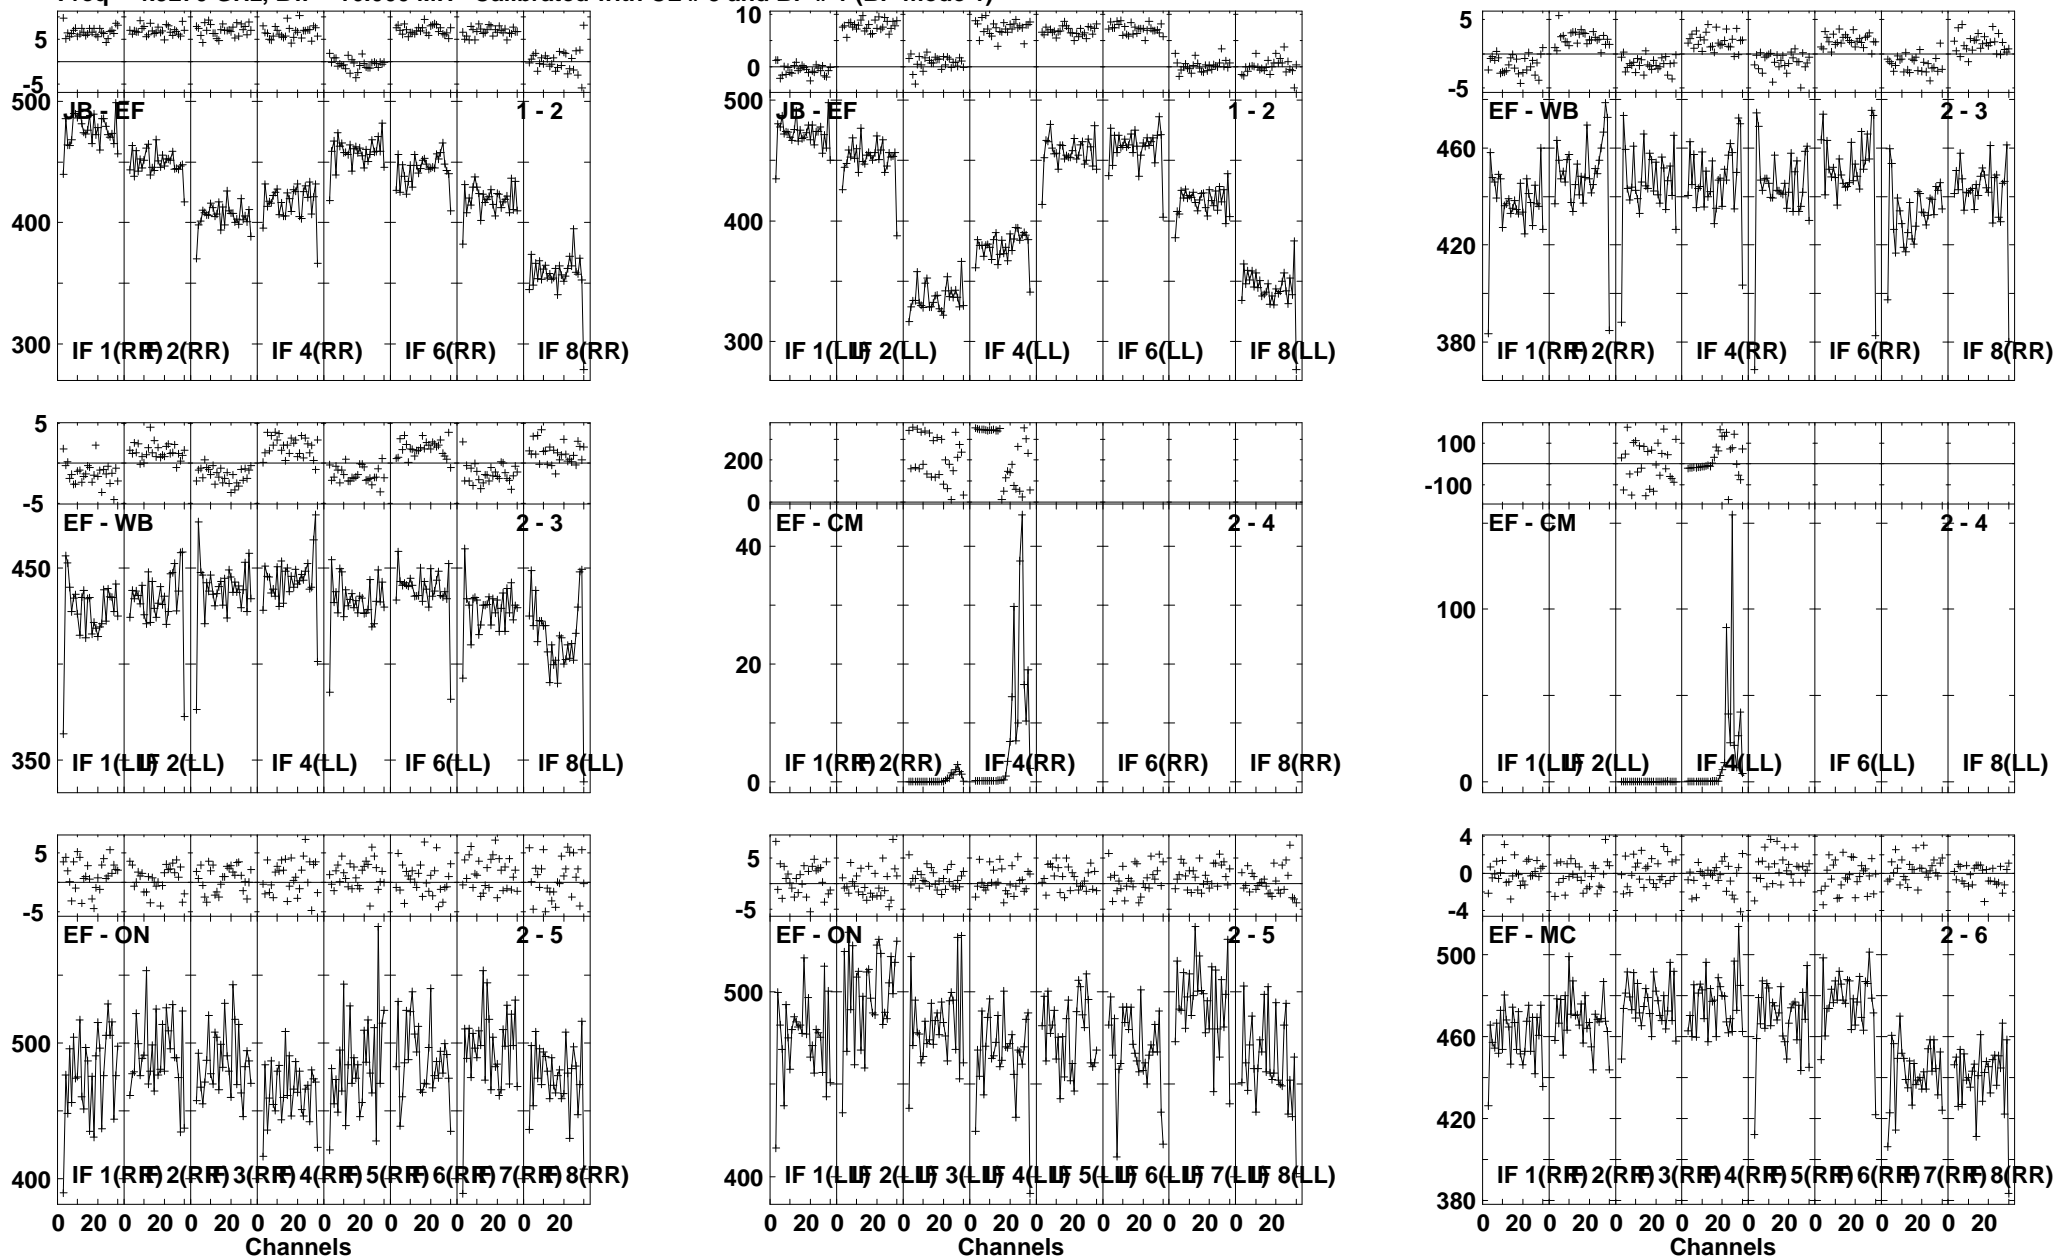 5
-5
500
JB - EF
1 - 2
400
300
IF 1(RR) IF 2(RR) IF 4(RR) IF 6(RR) IF 8(RR)
10
0
500
JB - EF
1 - 2
400
300
IF 1(LL) IF 2(LL) IF 4(LL) IF 6(LL) IF 8(LL)
5
-5
EF - WB
2 - 3
460
420
380
IF 1(RR) IF 2(RR) IF 4(RR) IF 6(RR) IF 8(RR)
5
-5
EF - WB
2 - 3
450
350
IF 1(LL) IF 2(LL) IF 4(LL) IF 6(LL) IF 8(LL)
200
0
EF - CM
2 - 4
40
20
0
IF 1(RR) IF 2(RR) IF 4(RR) IF 6(RR) IF 8(RR)
100
-100
EF - CM
2 - 4
100
0
IF 1(LL) IF 2(LL) IF 4(LL) IF 6(LL) IF 8(LL)
5
-5
EF - ON
2 - 5
500
400
IF 1(RR) IF 2(RR) IF 3(RR) IF 4(RR) IF 5(RR) IF 6(RR) IF 7(RR) IF 8(RR)
0 20 0 20 0 20 0 20 0 20 0 20 0 20 0 20
Channels
5
-5
EF - ON
2 - 5
500
400
IF 1(LL) IF 2(LL) IF 3(LL) IF 4(LL) IF 5(LL) IF 6(LL) IF 7(LL) IF 8(LL)
0 20 0 20 0 20 0 20 0 20 0 20 0 20 0 20
Channels
4
0
-4
EF - MC
2 - 6
500
460
420
380
IF 1(RR) IF 2(RR) IF 3(RR) IF 4(RR) IF 5(RR) IF 6(RR) IF 7(RR) IF 8(RR)
0 20 0 20 0 20 0 20 0 20 0 20 0 20 0 20
Channels